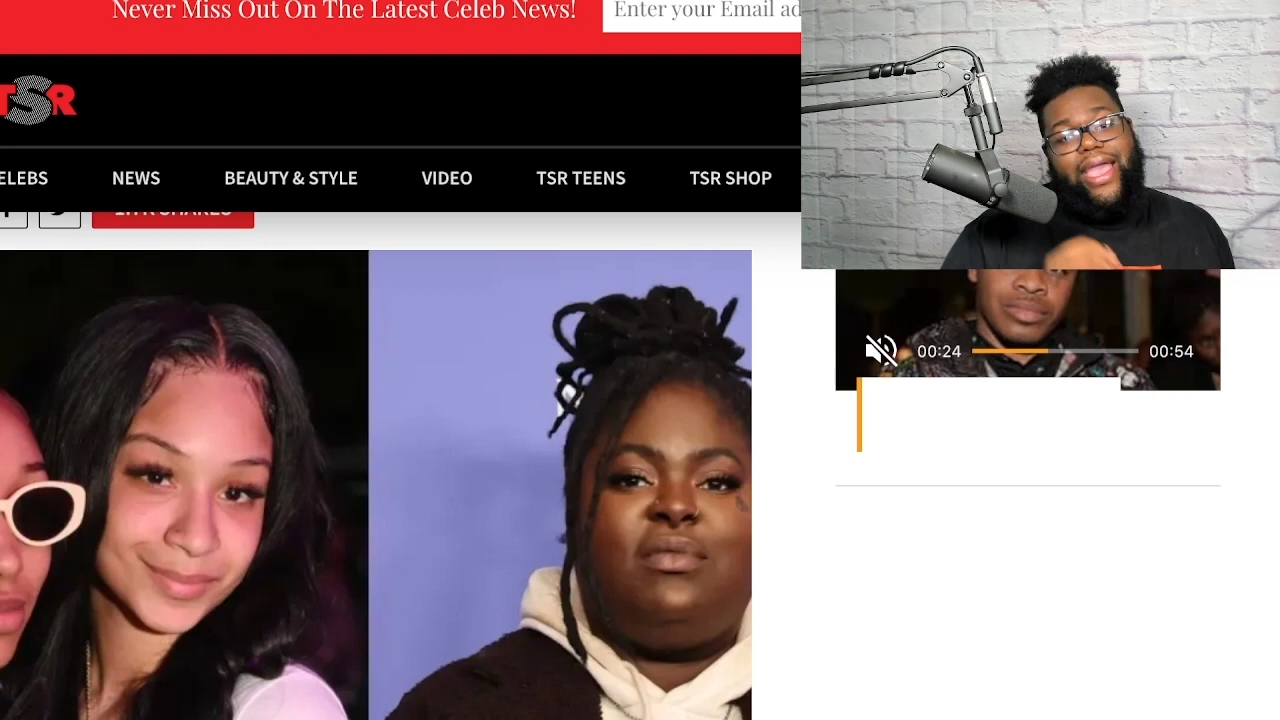 Never Miss Out On The Latest Celeb News!
Enter your Email ad
TSR
ELEBS NEWS BEAUTY & STYLE VIDEO TSR TEENS TSR SHOP
00:24 00:54